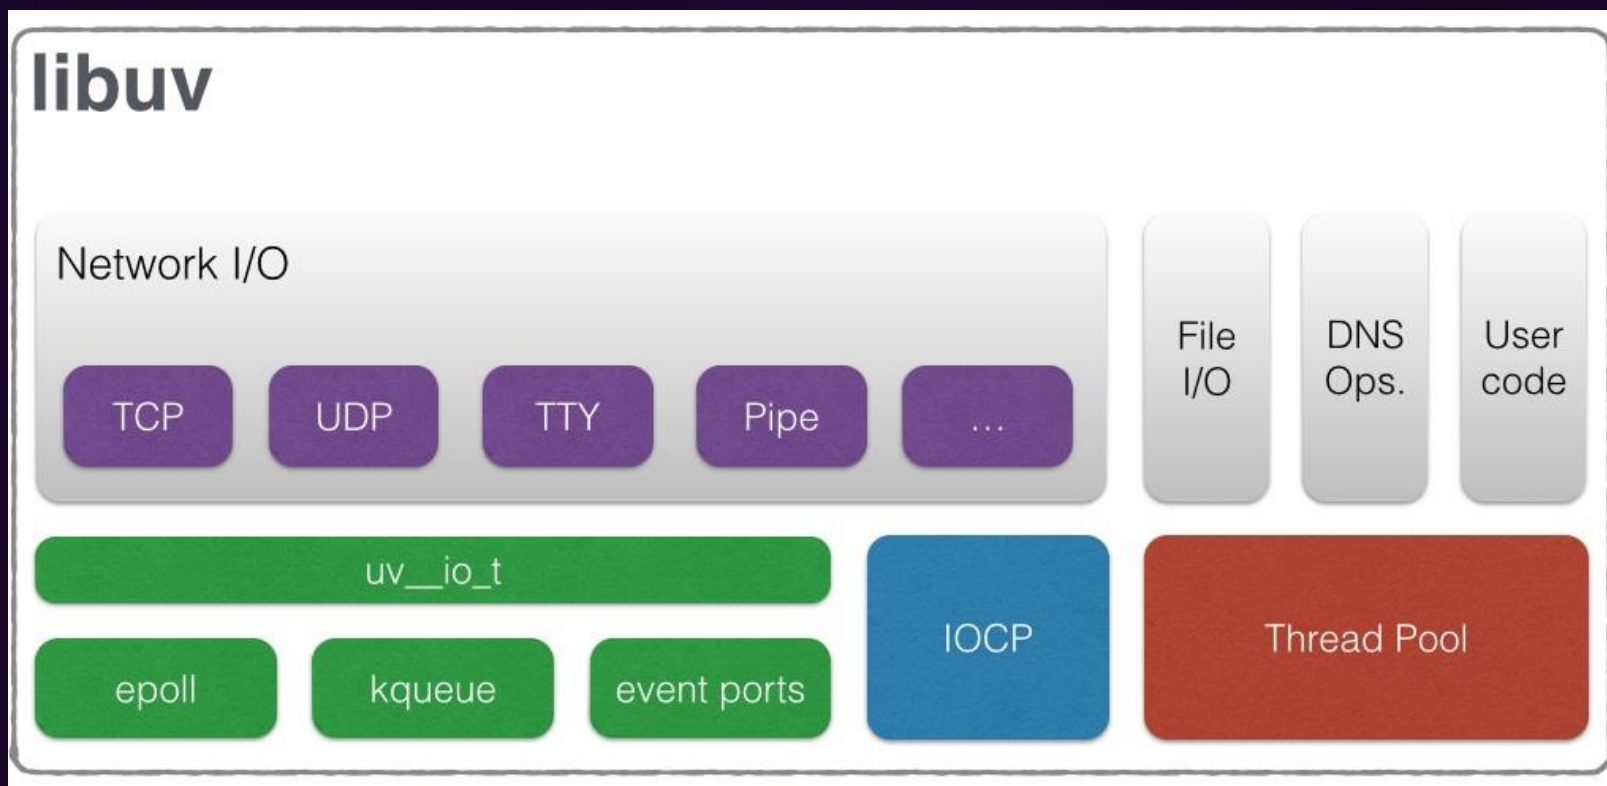 libuv
Network I/O
TCP
UDP
TTY
Pipe
...
File
I/O
DNS
Ops.
User
code
uv__io_t
epoll
kqueue
event ports
IOCP
Thread Pool